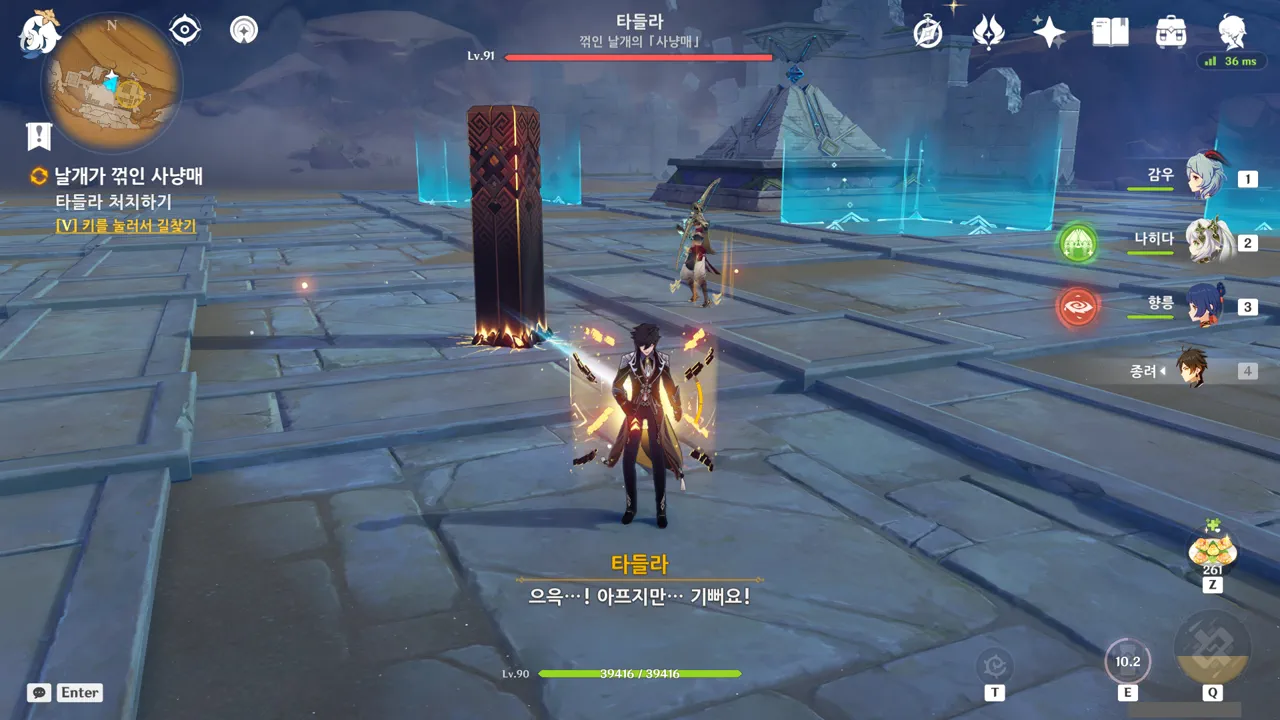 N
타들라
꺾인 날개의 「사냥매」
Lv.91
36 ms
날개가 꺾인 사냥매
타들라 처치하기
[V] 키를 눌러서 길찾기
감우
1
나히다
2
향릉
3
종려
4
타들라
으윽…! 아프지만… 기뻐요!
261
Z
Lv.90
39416 / 39416
10.2
T
E
Q
Enter